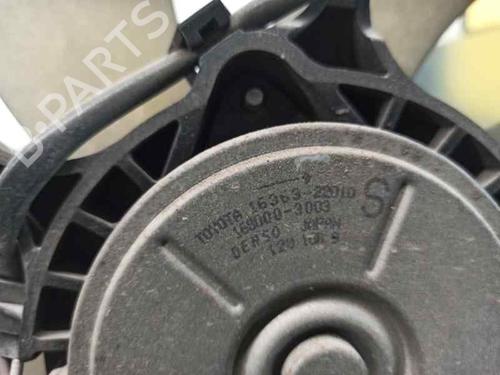 B-PARTS
TOYOTA 16363-22010
168000-3003
DENSO JAPAN
12V
S